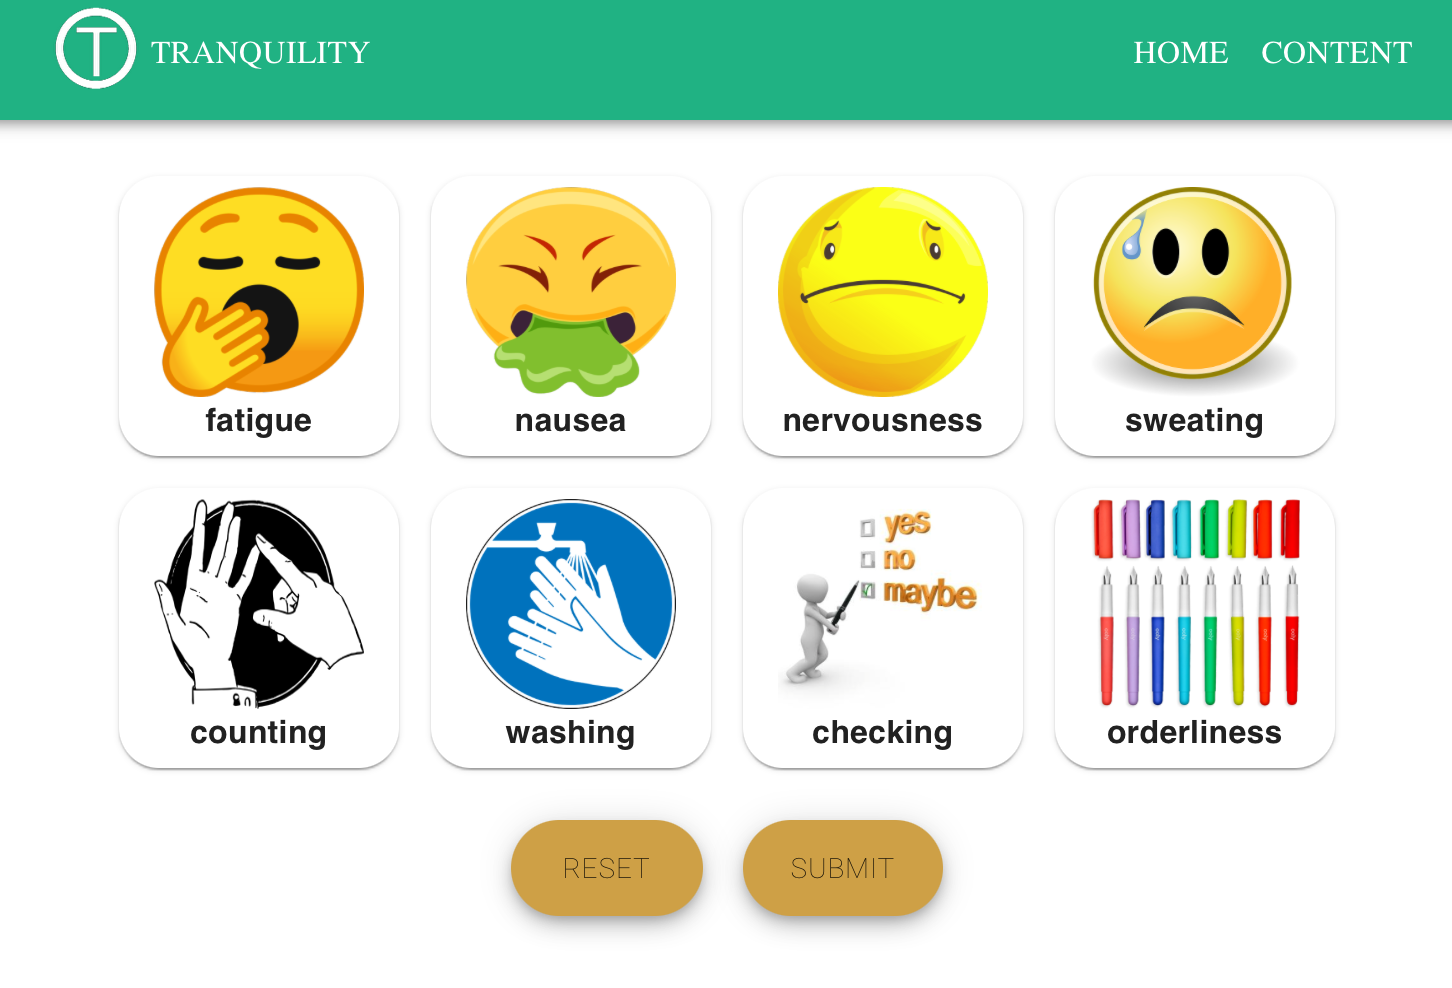 T TRANQUILITY
HOME CONTENT
fatigue
nausea
nervousness
sweating
yes
no
maybe
counting
washing
checking
orderliness
RESET
SUBMIT